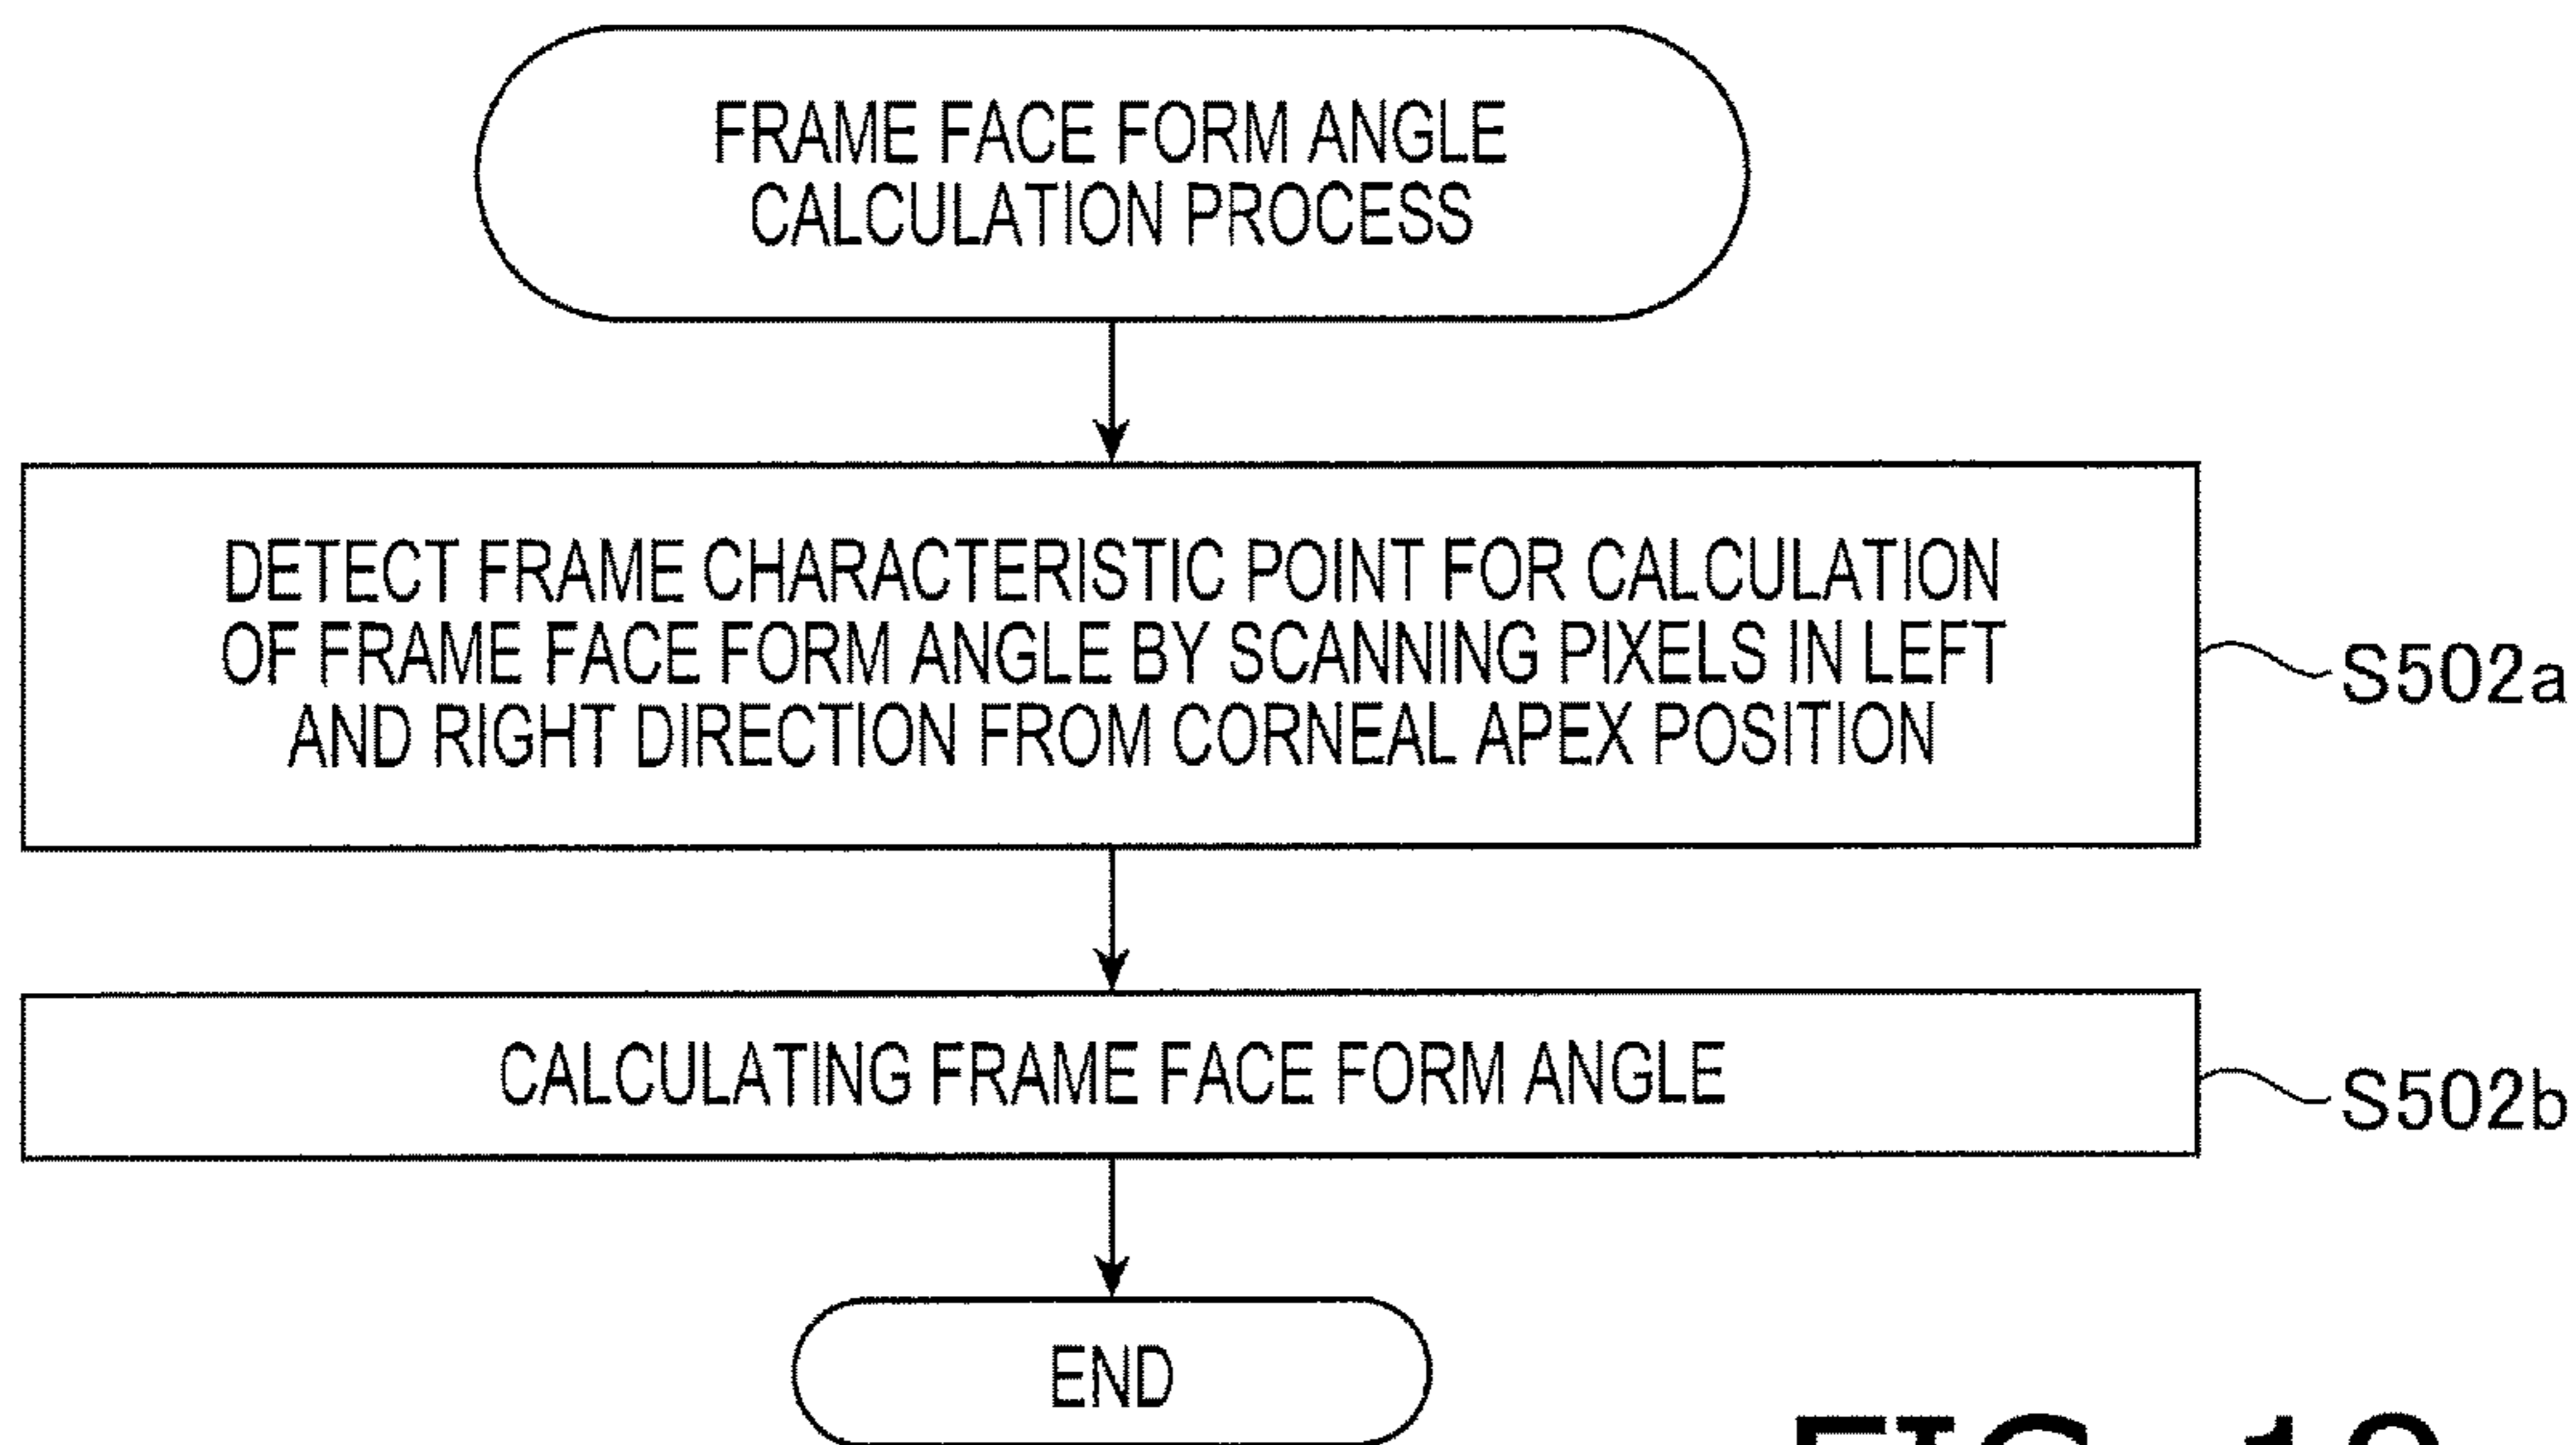 FRAME FACE FORM ANGLE
CALCULATION PROCESS
DETECT FRAME CHARACTERISTIC POINT FOR CALCULATION
OF FRAME FACE FORM ANGLE BY SCANNING PIXELS IN LEFT
AND RIGHT DIRECTION FROM CORNEAL APEX POSITION
S502a
CALCULATING FRAME FACE FORM ANGLE
S502b
END